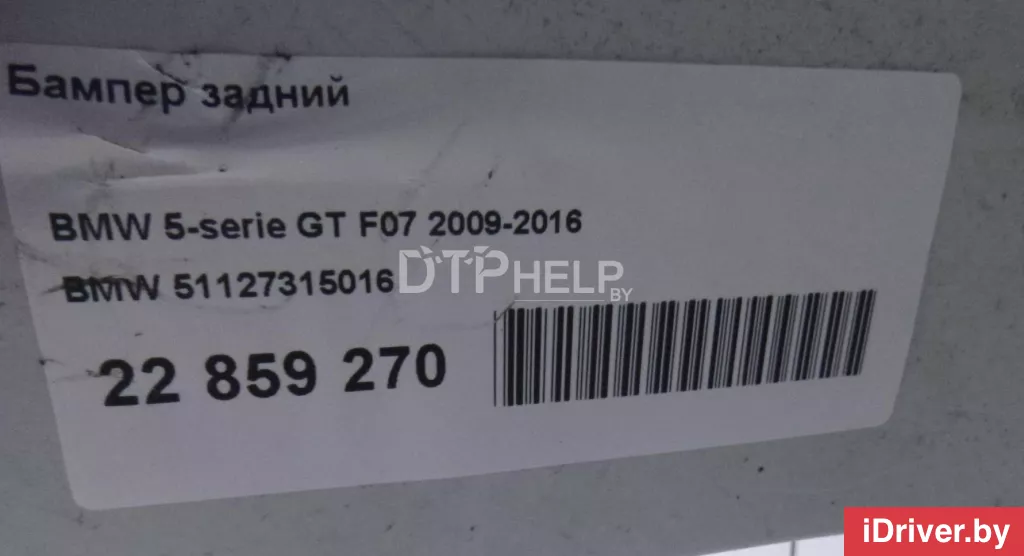 Бампер задний
BMW 5-serie GT F07 2009-2016
BMW 51127315016
DTPHELP.BY
22 859 270
iDriver.by